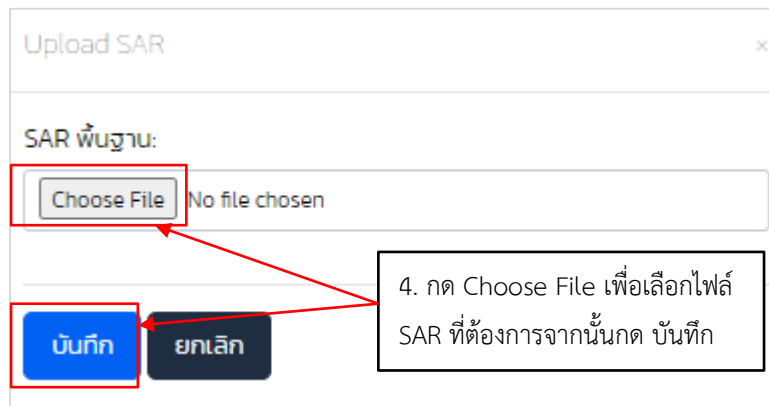 Upload SAR ×
SAR พื้นฐาน:
Choose File No file chosen
4. กด Choose File เพื่อเลือกไฟล์
SAR ที่ต้องการจากนั้นกด บันทึก
บันทึก ยกเลิก